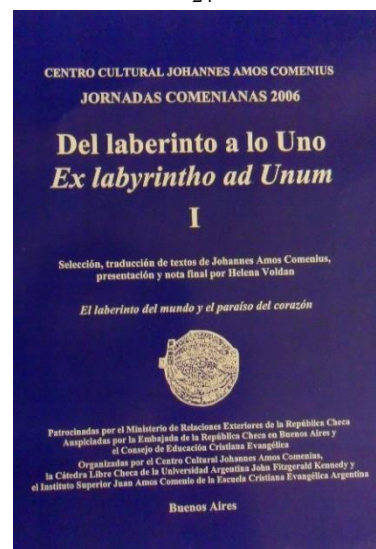 CENTRO CULTURAL JOHANNES AMOS COMENIUS
JORNADAS COMENIANAS 2006
Del laberinto a lo Uno
Ex labyrintho ad Unum
I
Selección, traducción de textos de Johannes Amos Comenius,
presentación y nota final por Helena Voldan
El laberinto del mundo y el paraíso del corazón
Patrocinadas por el Ministerio de Relaciones Exteriores de la República Checa
Auspiciadas por la Embajada de la República Checa en Buenos Aires y
el Consejo de Educación Cristiana Evangélica
Organizadas por el Centro Cultural Johannes Amos Comenius,
la Cátedra Libre Checa de la Universidad Argentina John Fitzgerald Kennedy y
el Instituto Superior Juan Amos Comenio de la Escuela Cristiana Evangélica Argentina
Buenos Aires